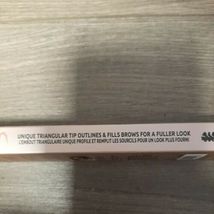 UNIQUE TRIANGULAR TIP OUTLINES & FILLS BROWS FOR A FULLER LOOK
L'EMBOUT TRIANGULAIRE UNIQUE PROFILE ET REMPLIT LES SOURCILS POUR UN LOOK PLUS FOURNI